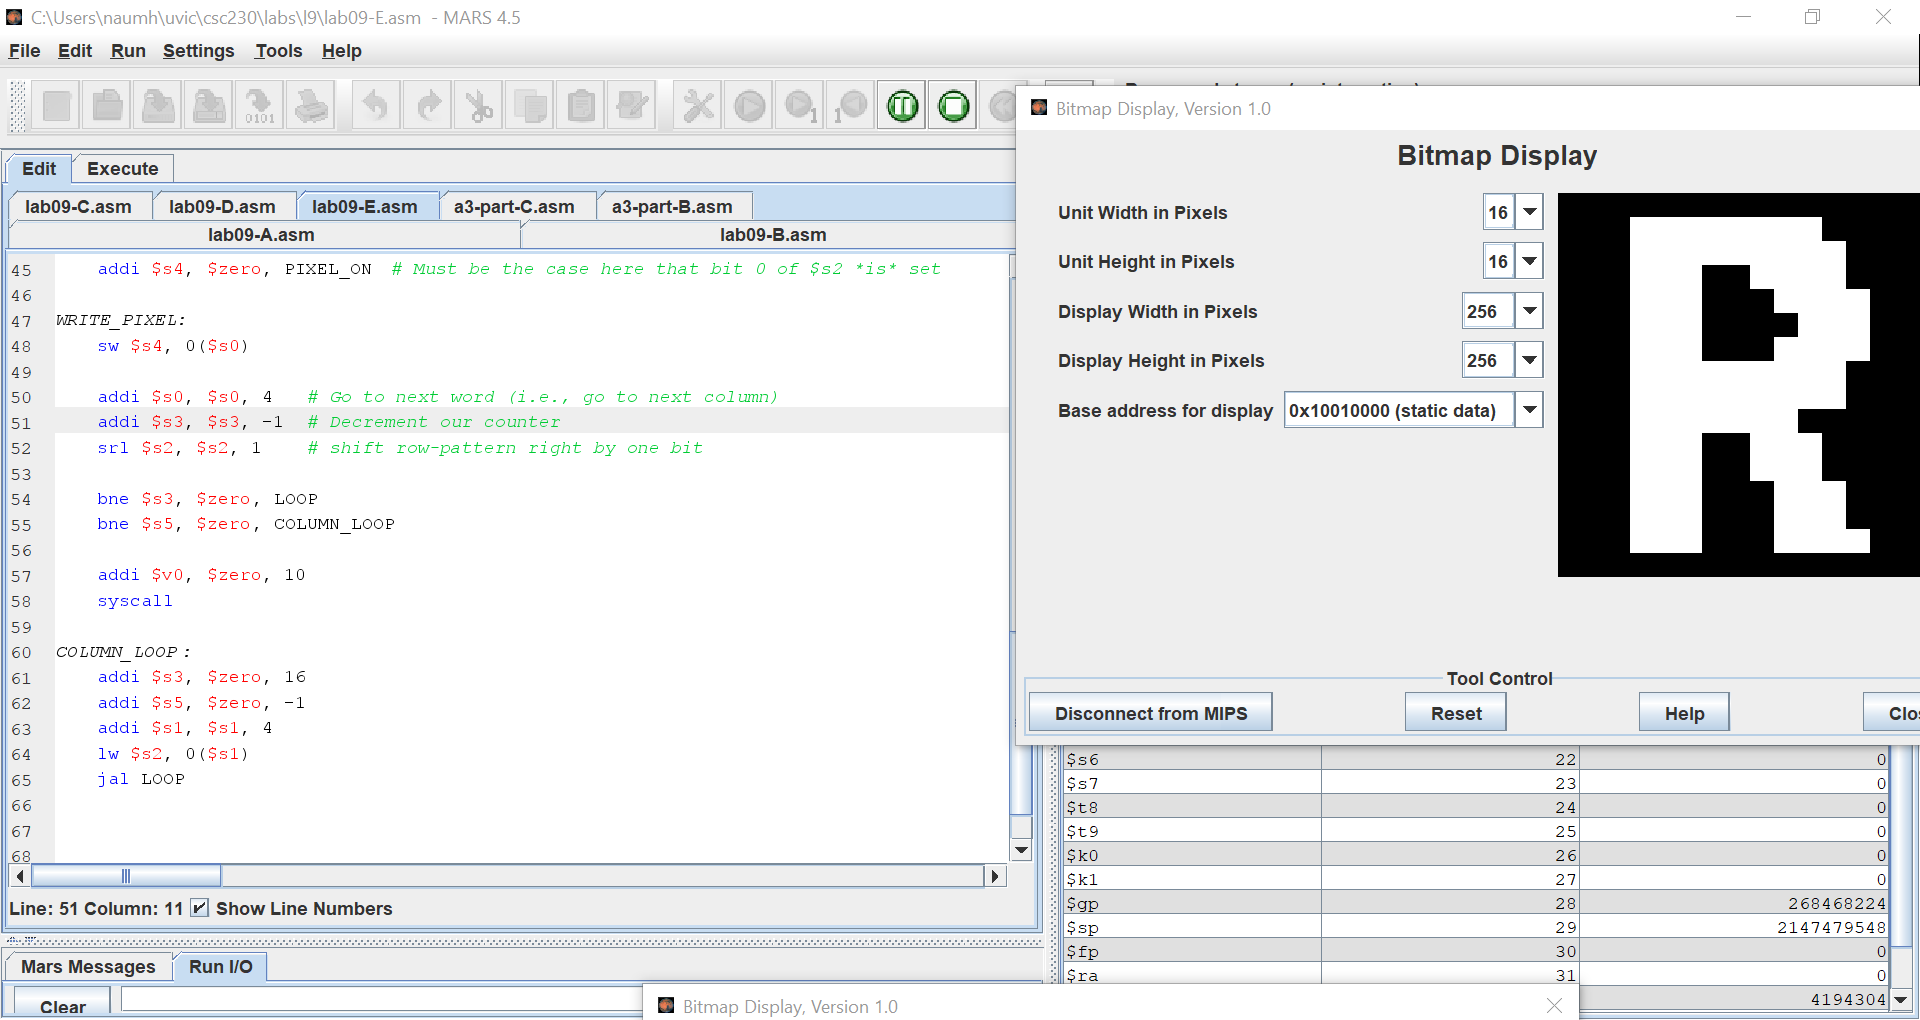 C:\Users\naumh\uvic\csc230\labs\l9\lab09-E.asm - MARS 4.5
File Edit Run Settings Tools Help
Edit Execute
lab09-C.asm lab09-D.asm lab09-E.asm a3-part-C.asm a3-part-B.asm
lab09-A.asm lab09-B.asm
45 addi $s4, $zero, PIXEL_ON # Must be the case here that bit 0 of $s2 *is* set
46
47 WRITE_PIXEL:
48 sw $s4, 0($s0)
49
50 addi $s0, $s0, 4 # Go to next word (i.e., go to next column)
51 addi $s3, $s3, -1 # Decrement our counter
52 srl $s2, $s2, 1 # shift row-pattern right by one bit
53
54 bne $s3, $zero, LOOP
55 bne $s5, $zero, COLUMN_LOOP
56
57 addi $v0, $zero, 10
58 syscall
59
60 COLUMN_LOOP:
61 addi $s3, $zero, 16
62 addi $s5, $zero, -1
63 addi $s1, $s1, 4
64 lw $s2, 0($s1)
65 jal LOOP
66
67
68
Line: 51 Column: 11 Show Line Numbers
Mars Messages Run I/O
Clear
Bitmap Display, Version 1.0
Bitmap Display
Unit Width in Pixels 16
Unit Height in Pixels 16
Display Width in Pixels 256
Display Height in Pixels 256
Base address for display 0x10010000 (static data)
Tool Control
Disconnect from MIPS Reset Help Clo
$s6 22 0
$s7 23 0
$t8 24 0
$t9 25 0
$k0 26 0
$k1 27 0
$gp 28 268468224
$sp 29 2147479548
$fp 30 0
$ra 31 0
4194304
Bitmap Display, Version 1.0